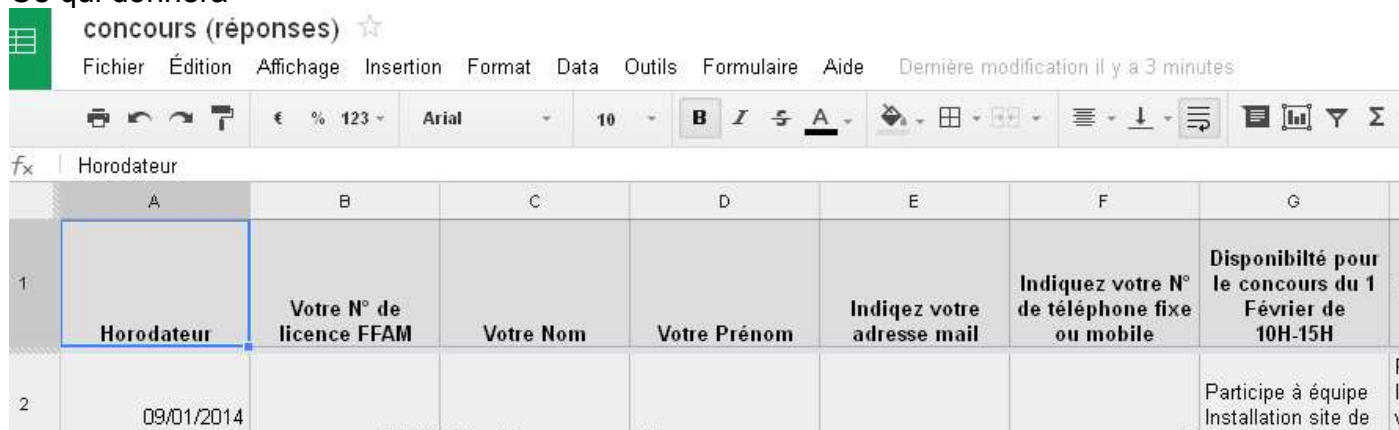 concours (réponses)
Fichier Édition Affichage Insertion Format Data Outils Formulaire Aide Dernière modification il y a 3 minutes
€ % 123 Arial 10 B I S A Σ
fx Horodateur
A B C D E F G
1
Horodateur
Votre N° de
licence FFAM
Votre Nom
Votre Prénom
Indiqez votre
adresse mail
Indiquez votre N°
de téléphone fixe
ou mobile
Disponibilté pour
le concours du 1
Février de
10H-15H
2
09/01/2014
Participe à équipe
Installation site de